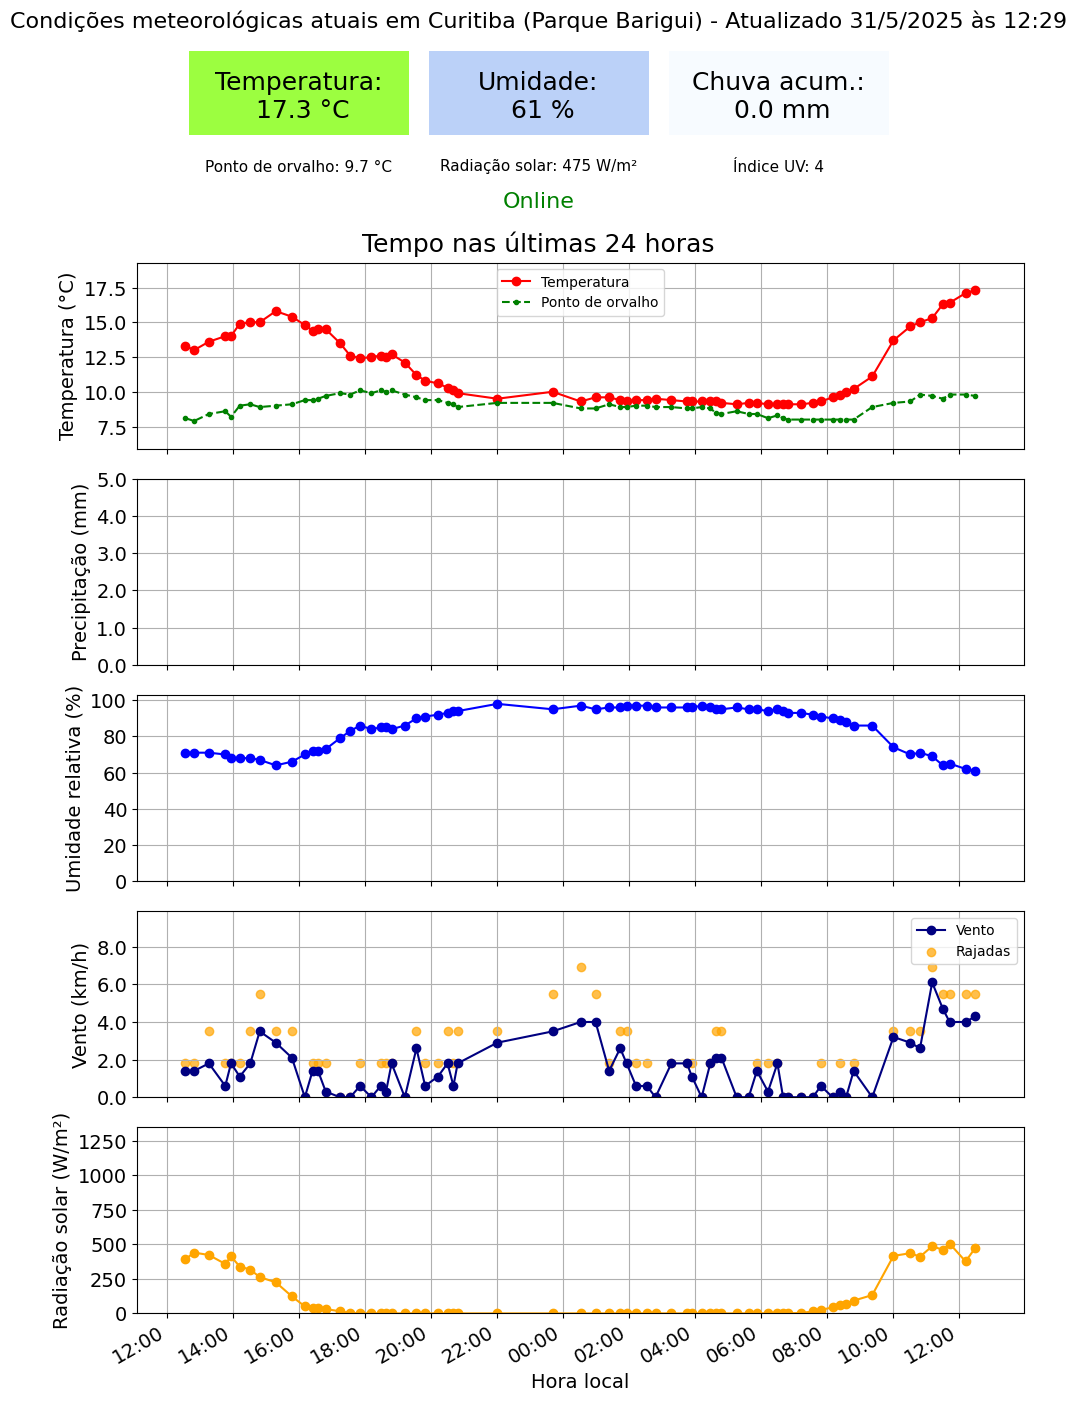 Condições meteorológicas atuais em Curitiba (Parque Barigui) - Atualizado 31/5/2025 às 12:29
Temperatura:
17.3 °C
Umidade:
61 %
Chuva acum.:
0.0 mm
Ponto de orvalho: 9.7 °C
Radiação solar: 475 W/m²
Índice UV: 4
Online
Tempo nas últimas 24 horas
Temperatura (°C)
17.5
15.0
12.5
10.0
7.5
Temperatura
Ponto de orvalho
Precipitação (mm)
5.0
4.0
3.0
2.0
1.0
0.0
Umidade relativa (%)
100
80
60
40
20
0
Vento (km/h)
8.0
6.0
4.0
2.0
0.0
Vento
Rajadas
Radiação solar (W/m²)
1250
1000
750
500
250
0
12:00
14:00
16:00
18:00
20:00
22:00
00:00
02:00
04:00
06:00
08:00
10:00
12:00
Hora local